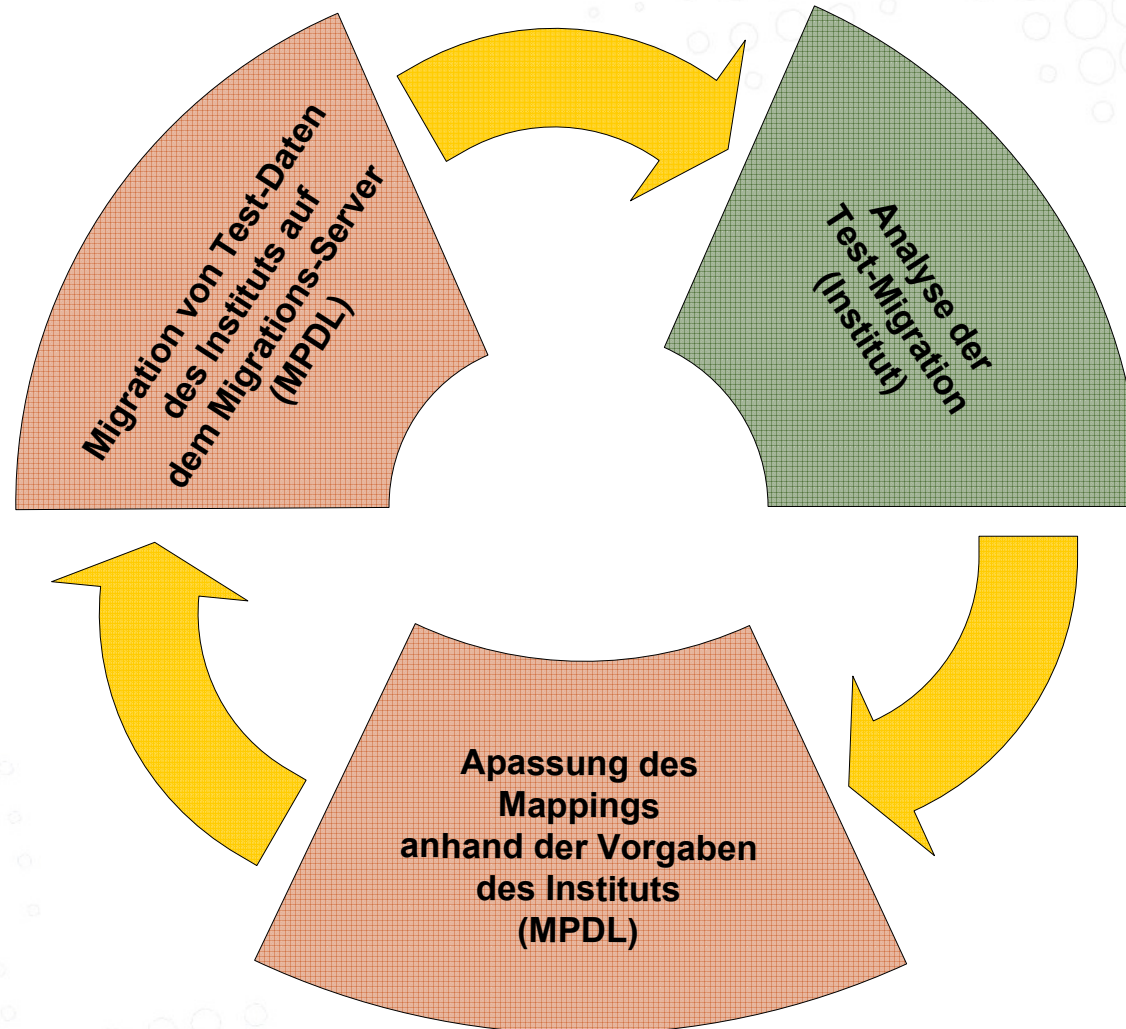 Migration von Test-Daten
des Instituts auf
dem Migrations-Server
(MPDL)
Analyse der
Test-Migration
(Institut)
Apassung des
Mappings
anhand der Vorgaben
des Instituts
(MPDL)